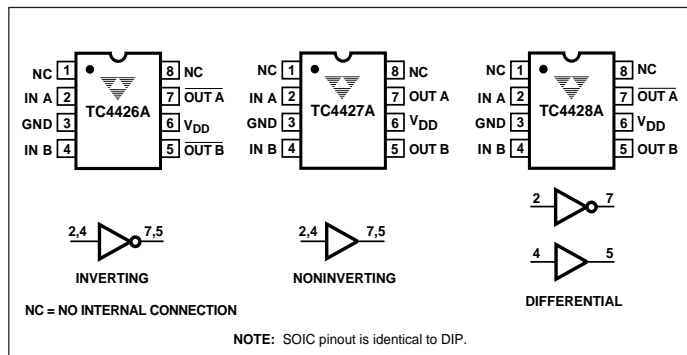 NC 1 8 NC
IN A 2 7 OUT A
TC4426A
GND 3 6 VDD
IN B 4 5 OUT B
2,4 7,5
INVERTING
NC = NO INTERNAL CONNECTION
NC 1 8 NC
IN A 2 7 OUT A
TC4427A
GND 3 6 VDD
IN B 4 5 OUT B
2,4 7,5
NONINVERTING
NC 1 8 NC
IN A 2 7 OUT A
TC4428A
GND 3 6 VDD
IN B 4 5 OUT B
2 7
4 5
DIFFERENTIAL
NOTE: SOIC pinout is identical to DIP.